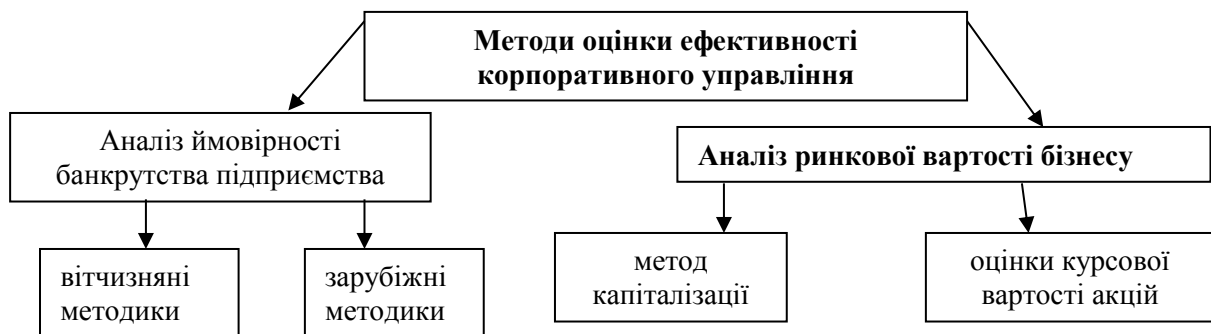 Методи оцінки ефективності
корпоративного управління
Аналіз ймовірності
банкрутства підприємства
Аналіз ринкової вартості бізнесу
вітчизняні
методики
зарубіжні
методики
метод
капіталізації
оцінки курсової
вартості акцій